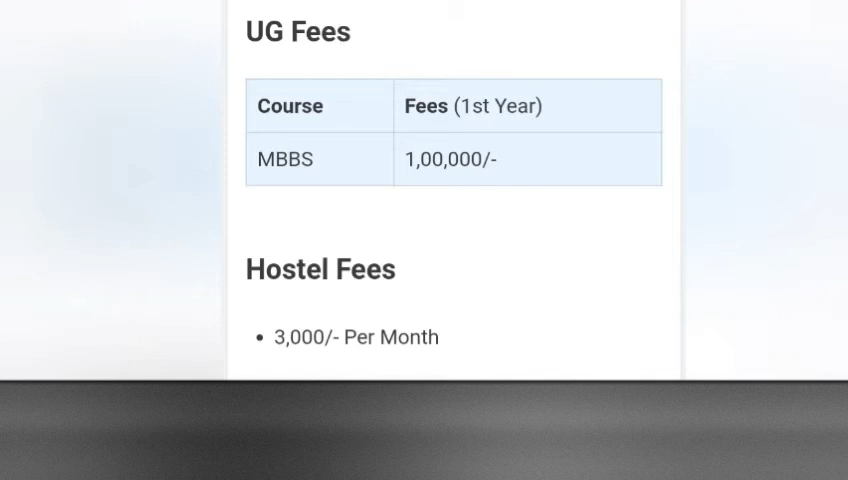 UG Fees
Course Fees (1st Year)
MBBS 1,00,000/-
Hostel Fees
• 3,000/- Per Month